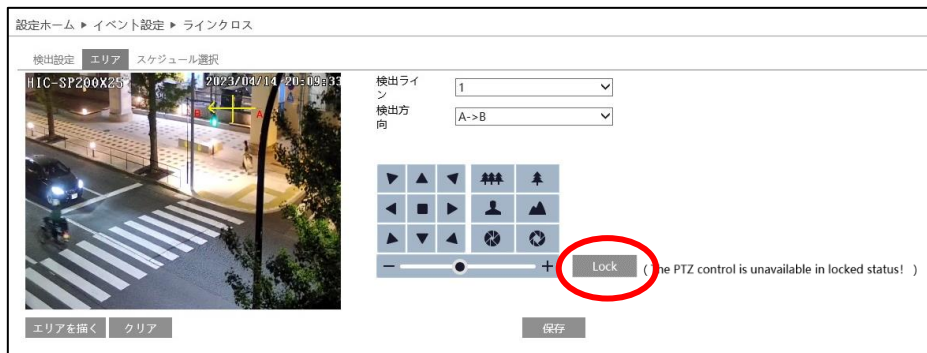 設定ホーム ▶ イベント設定 ▶ ラインクロス
検出設定 エリア スケジュール選択
HIC-SP200X25 2023/04/14 20:09:33
B A
検出ライ
ン
1
検出方
向
A->B
Lock
(The PTZ control is unavailable in locked status! )
エリアを描く クリア
保存